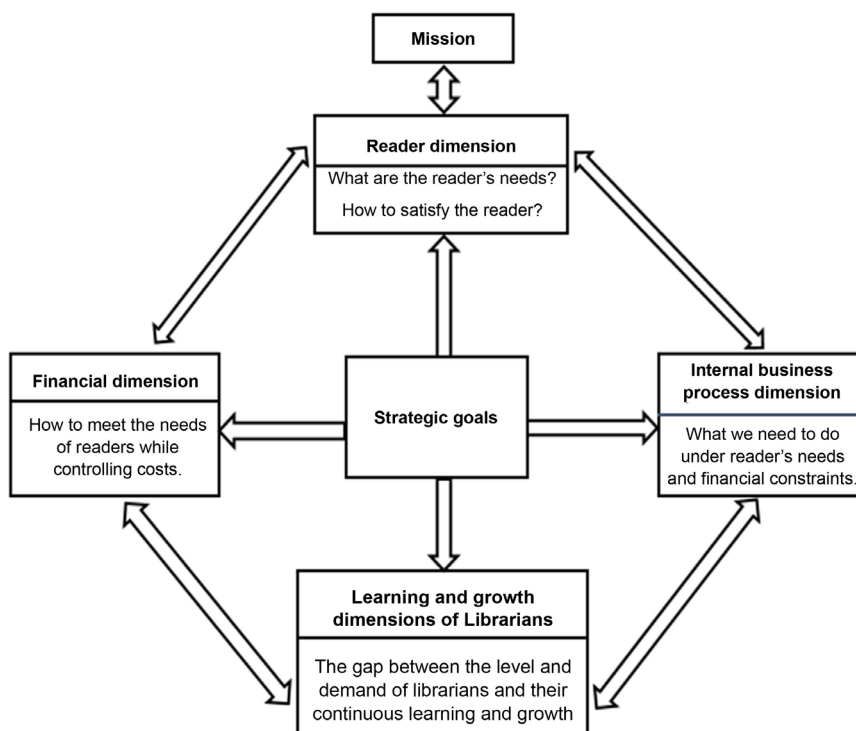 Mission
Reader dimension
What are the reader's needs?
How to satisfy the reader?
Financial dimension
How to meet the needs
of readers while
controlling costs.
Strategic goals
Internal business
process dimension
What we need to do
under reader's needs
and financial constraints.
Learning and growth
dimensions of Librarians
The gap between the level and
demand of librarians and their
continuous learning and growth